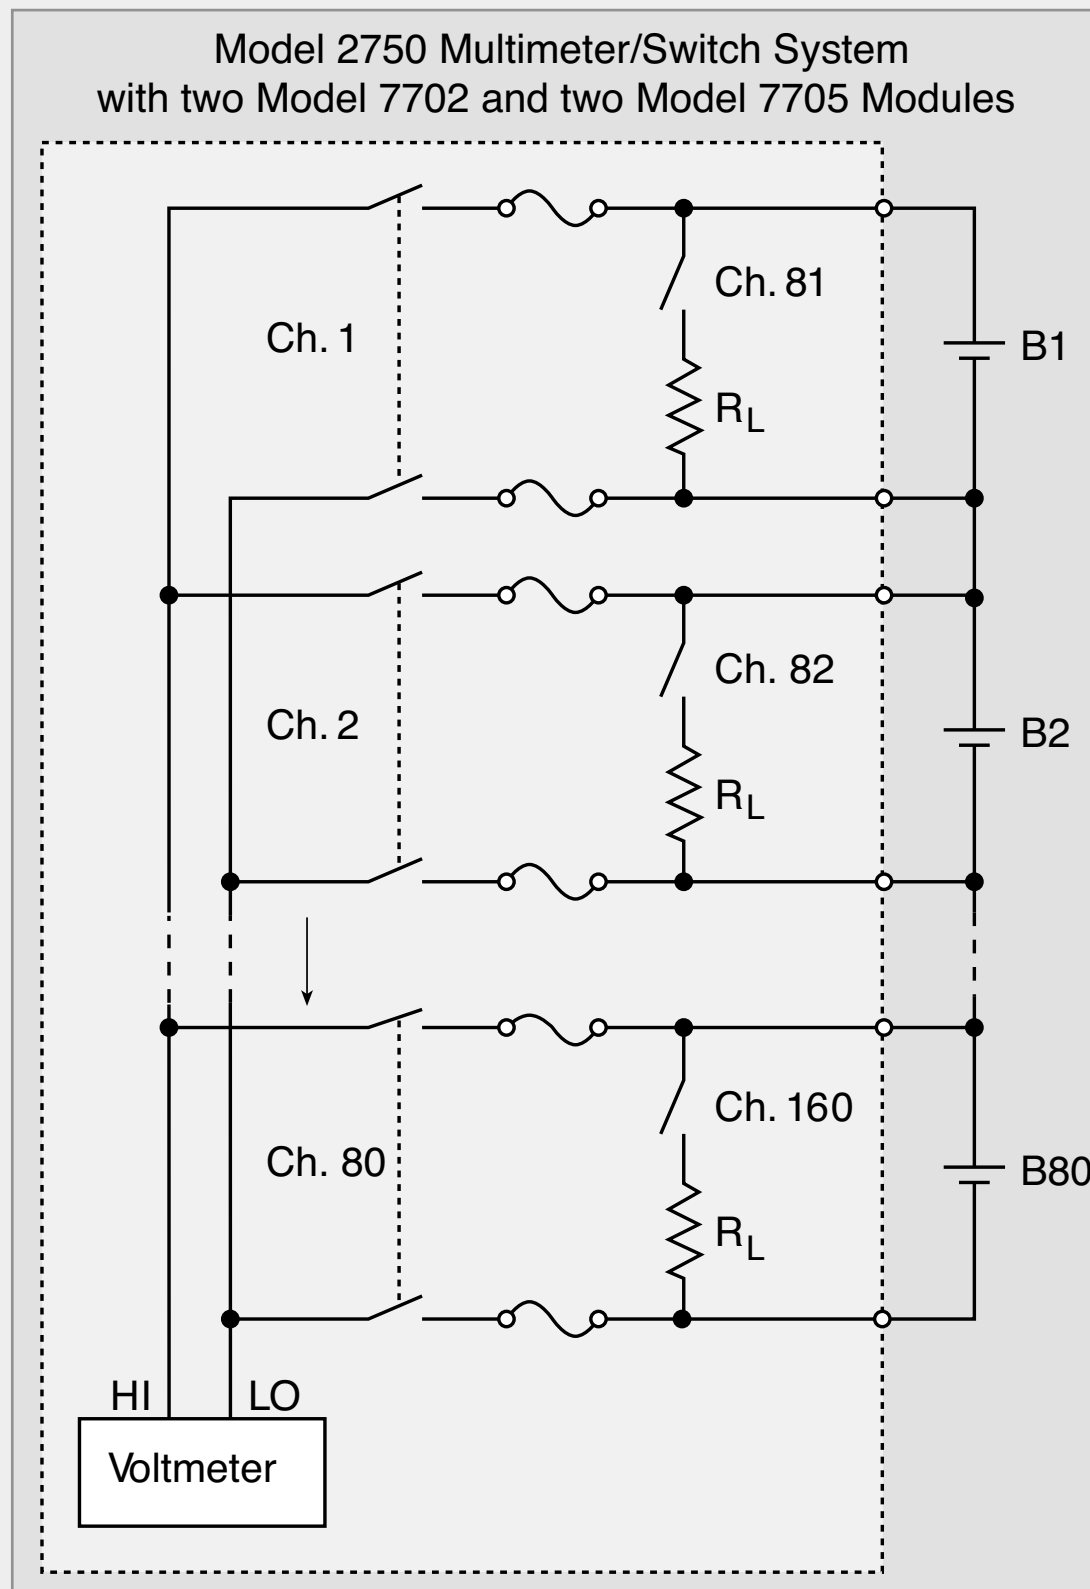 Model 2750 Multimeter/Switch System
with two Model 7702 and two Model 7705 Modules
Ch. 81
Ch. 1
B1
RL
Ch. 82
Ch. 2
B2
RL
Ch. 160
Ch. 80
B80
RL
HI
LO
Voltmeter